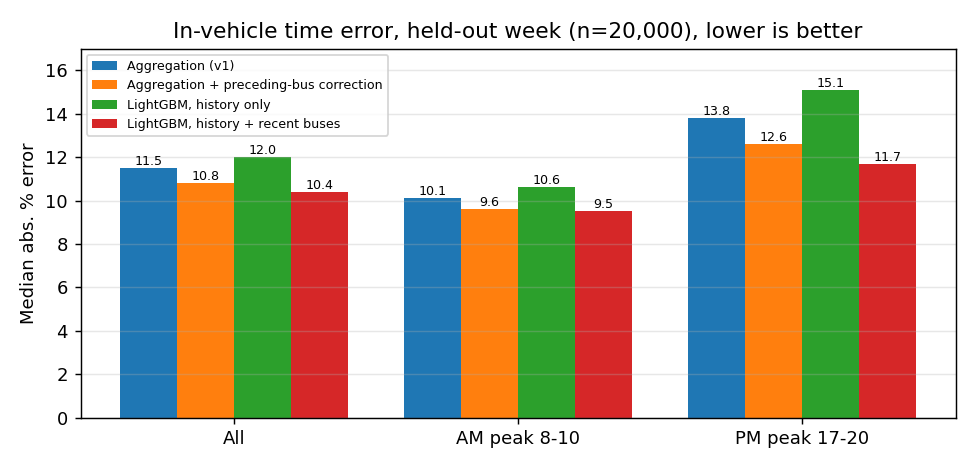 In-vehicle time error, held-out week (n=20,000), lower is better
Median abs. % error
16
14
12
10
8
6
4
2
0
Aggregation (v1)
Aggregation + preceding-bus correction
LightGBM, history only
LightGBM, history + recent buses
11.5
10.8
12.0
10.4
10.1
9.6
10.6
9.5
13.8
12.6
15.1
11.7
All
AM peak 8-10
PM peak 17-20